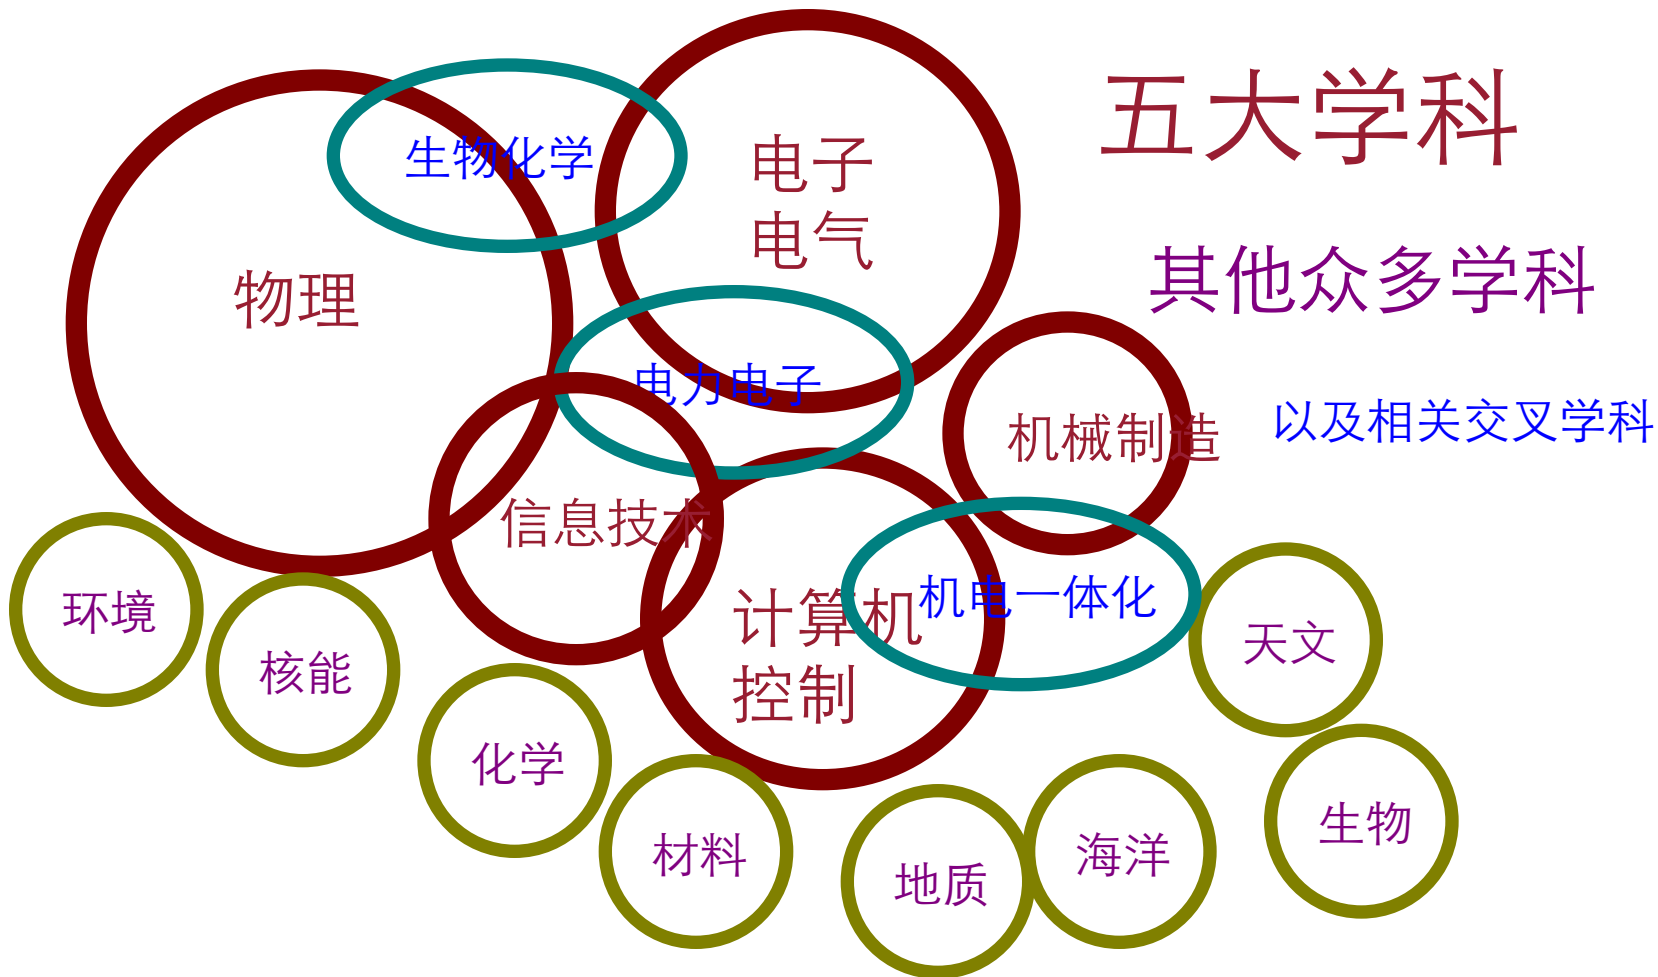 五大学科
生物化学
电子
电气
其他众多学科
物理
电力电子
以及相关交叉学科
机械制造
信息技术
机电一体化
计算机
控制
环境
核能
天文
化学
生物
材料
海洋
地质